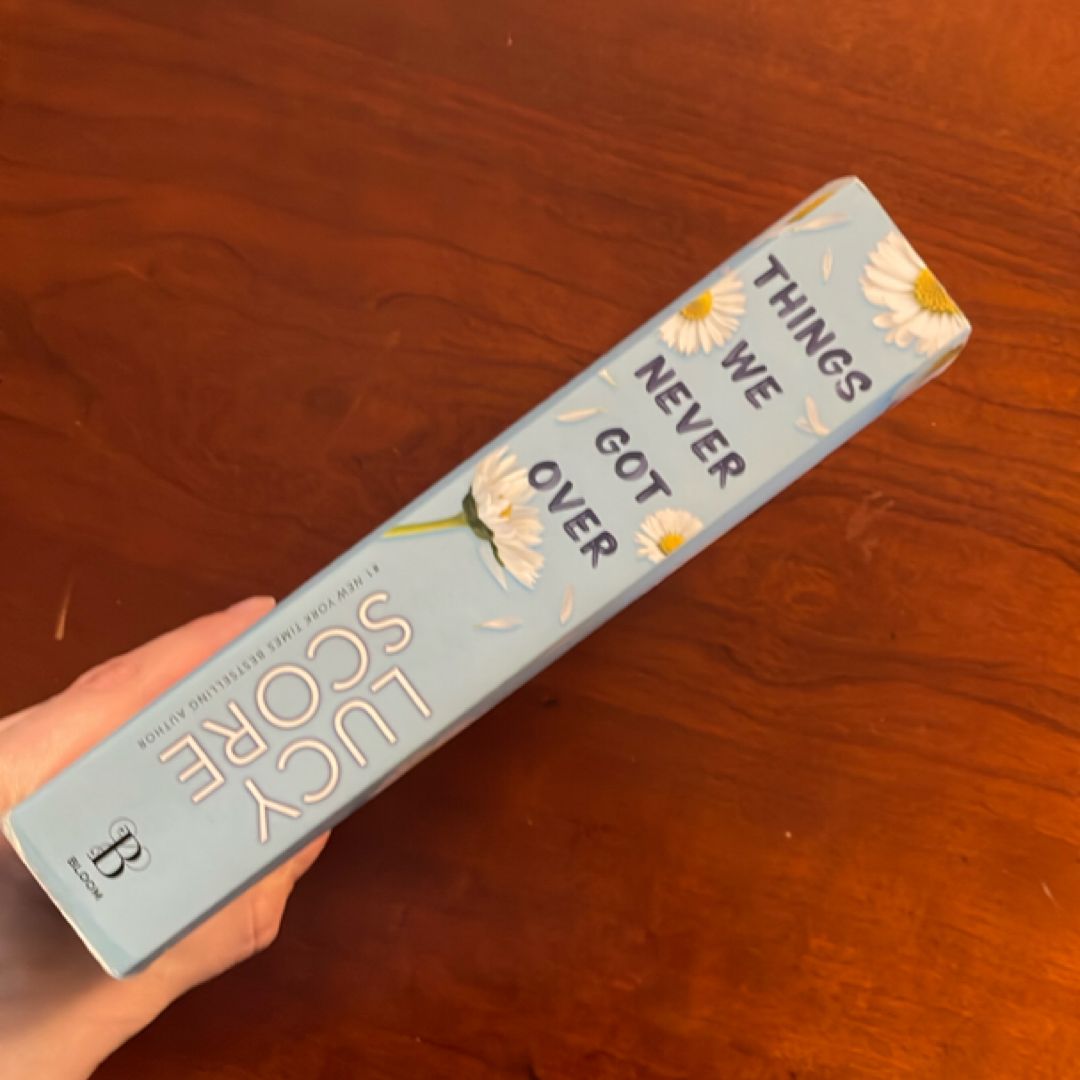 THINGS
WE
NEVER
GOT
OVER
#1 NEW YORK TIMES BESTSELLING AUTHOR
LUCY
SCORE
B
BLOOM